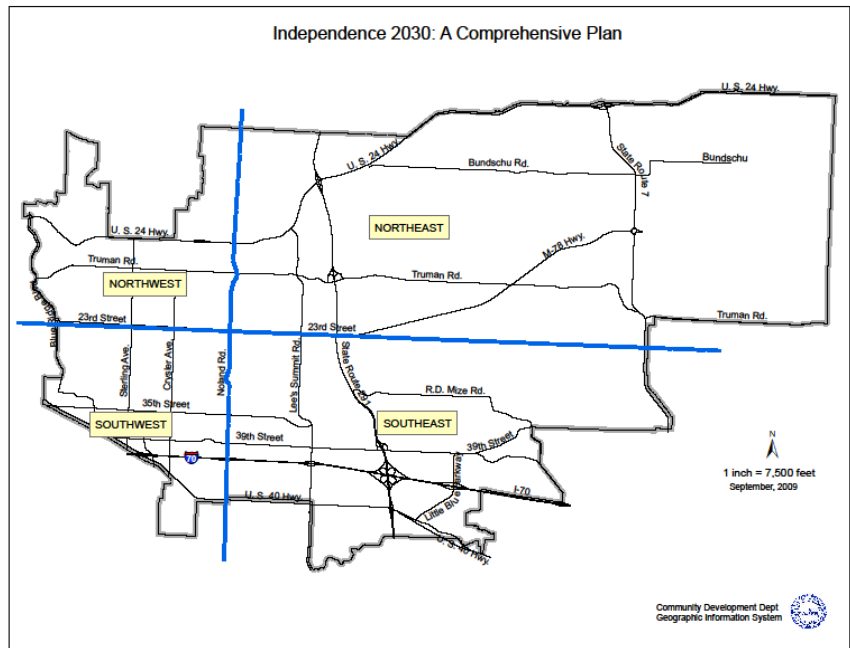 Independence 2030: A Comprehensive Plan
U. S. 24 Hwy.
U. S. 24 Hwy.
State Route 7
Bundschu Rd.
Bundschu
NORTHEAST
U. S. 24 Hwy.
M-78 Hwy.
Truman Rd.
Truman Rd.
NORTHWEST
Truman Rd.
23rd Street
23rd Street
Sterling Ave.
Crysler Ave.
Noland Rd.
Lee's Summit Rd.
State Route 291
R.D. Mize Rd.
35th Street
SOUTHWEST
SOUTHEAST
39th Street
39th Street
N
70
1 inch = 7,500 feet
September, 2009
I-70
Little Blue Parkway
U. S. 40 Hwy.
U. S. 40 Hwy.
Community Development Dept
Geographic Information System